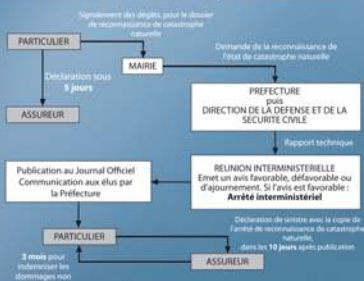 Signalement des dégâts, pour le dossier
de reconnaissance de catastrophe
naturelle
PARTICULIER
MAIRIE
Demande de la reconnaissance de
l'état de catastrophe naturelle
Déclaration sous
5 jours
ASSUREUR
PREFECTURE
puis
DIRECTION DE LA DEFENSE ET DE LA
SECURITE CIVILE
Rapport technique
REUNION INTERMINISTERIELLE
Emet un avis favorable, défavorable ou
d'ajournement. Si l'avis est favorable :
Arrêté interministériel
Publication au Journal Officiel
Communication aux élus par
la Préfecture
Déclaration de sinistre avec la copie de
l'arrêté de reconnaissance de catastrophe
naturelle,
dans les 10 jours après publication
PARTICULIER
3 mois pour
indemniser les
dommages non
ASSUREUR